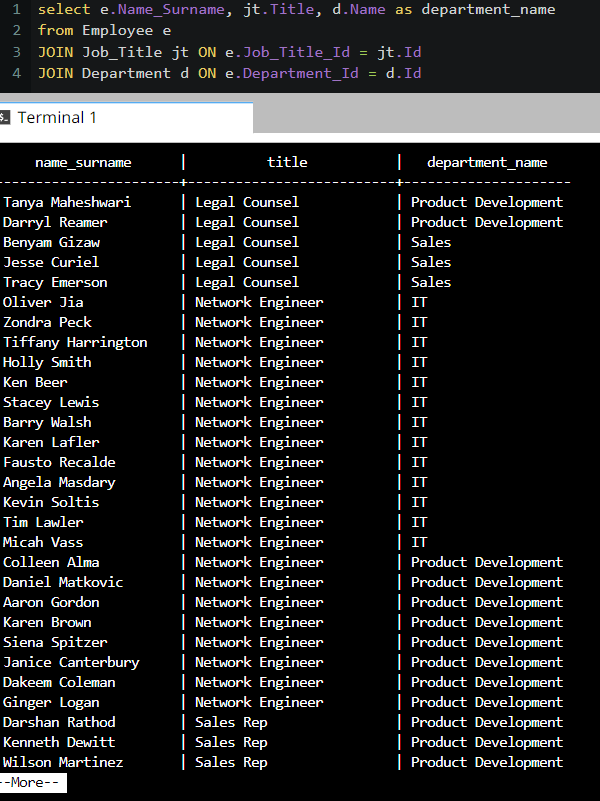 1 select e.Name_Surname, jt.Title, d.Name as department_name
2 from Employee e
3 JOIN Job_Title jt ON e.Job_Title_Id = jt.Id
4 JOIN Department d ON e.Department_Id = d.Id
$_ Terminal 1
name_surname | title | department_name
-----------------------+--------------------------+---------------------
Tanya Maheshwari | Legal Counsel | Product Development
Darryl Reamer | Legal Counsel | Product Development
Benyam Gizaw | Legal Counsel | Sales
Jesse Curiel | Legal Counsel | Sales
Tracy Emerson | Legal Counsel | Sales
Oliver Jia | Network Engineer | IT
Zondra Peck | Network Engineer | IT
Tiffany Harrington | Network Engineer | IT
Holly Smith | Network Engineer | IT
Ken Beer | Network Engineer | IT
Stacey Lewis | Network Engineer | IT
Barry Walsh | Network Engineer | IT
Karen Lafler | Network Engineer | IT
Fausto Recalde | Network Engineer | IT
Angela Masdary | Network Engineer | IT
Kevin Soltis | Network Engineer | IT
Tim Lawler | Network Engineer | IT
Micah Vass | Network Engineer | IT
Colleen Alma | Network Engineer | Product Development
Daniel Matkovic | Network Engineer | Product Development
Aaron Gordon | Network Engineer | Product Development
Karen Brown | Network Engineer | Product Development
Siena Spitzer | Network Engineer | Product Development
Janice Canterbury | Network Engineer | Product Development
Dakeem Coleman | Network Engineer | Product Development
Ginger Logan | Network Engineer | Product Development
Darshan Rathod | Sales Rep | Product Development
Kenneth Dewitt | Sales Rep | Product Development
Wilson Martinez | Sales Rep | Product Development
--More--